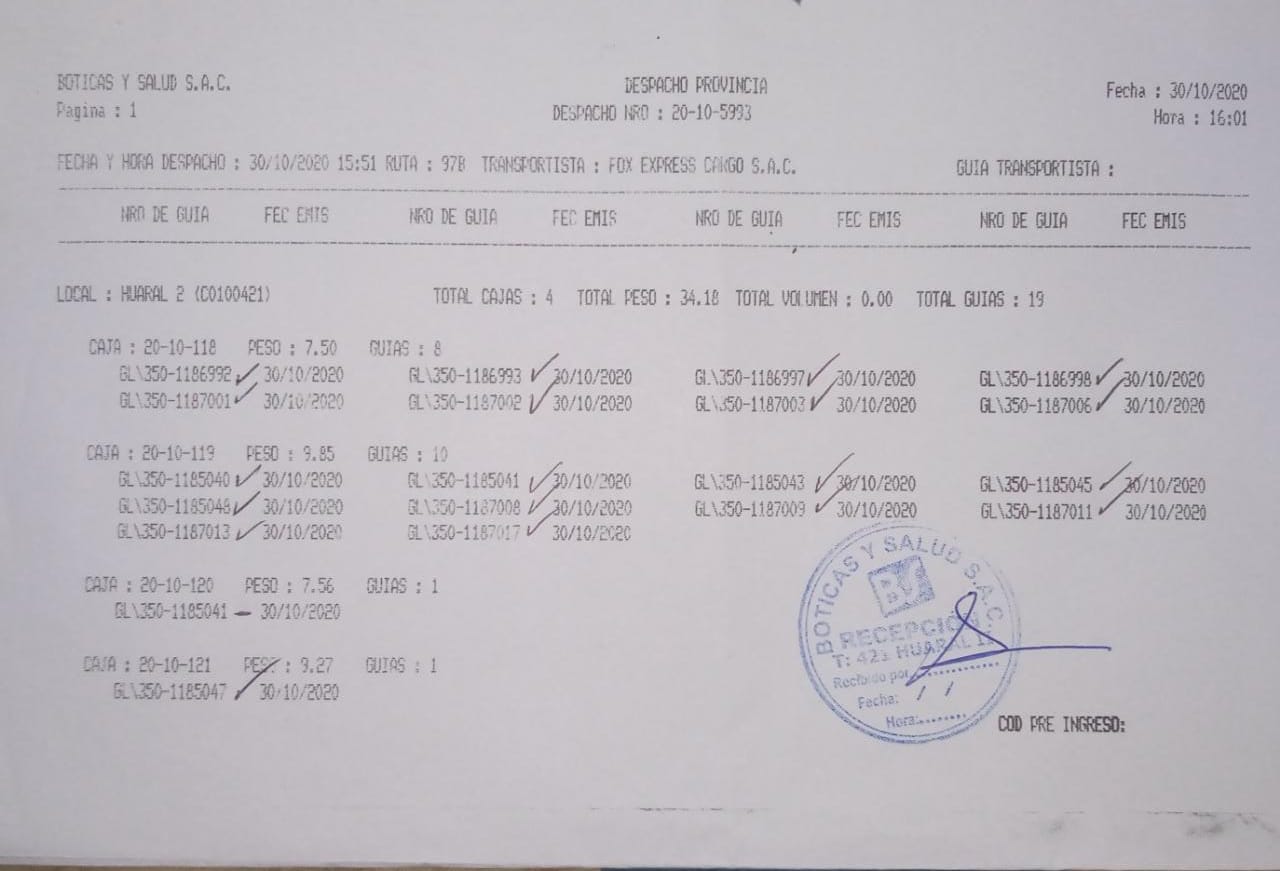 BOTICAS Y SALUD S.A.C. DESPACHO PROVINCIA Fecha : 30/10/2020
Pagina : 1 DESPACHO NRO : 20-10-5993 Hora : 16:01
FECHA Y HORA DESPACHO : 30/10/2020 15:51 RUTA : 97B TRANSPORTISTA : FOX EXPRESS CARGO S.A.C. GUIA TRANSPORTISTA :
NRO DE GUIA FEC EMIS NRO DE GUIA FEC EMIS NRO DE GUIA FEC EMIS NRO DE GUIA FEC EMIS
LOCAL : HUARAL 2 (C0100421) TOTAL CAJAS : 4 TOTAL PESO : 34.18 TOTAL VOLUMEN : 0.00 TOTAL GUIAS : 19
CAJA : 20-10-118 PESO : 7.50 GUIAS : 8
GL\350-1186992 30/10/2020 GL\350-1186993 30/10/2020 GL\350-1186997 30/10/2020 GL\350-1186998 30/10/2020
GL\350-1187001 30/10/2020 GL\350-1187002 30/10/2020 GL\350-1187003 30/10/2020 GL\350-1187006 30/10/2020
CAJA : 20-10-119 PESO : 9.85 GUIAS : 10
GL\350-1185040 30/10/2020 GL\350-1185041 30/10/2020 GL\350-1185043 30/10/2020 GL\350-1185045 30/10/2020
GL\350-1185048 30/10/2020 GL\350-1187008 30/10/2020 GL\350-1187009 30/10/2020 GL\350-1187011 30/10/2020
GL\350-1187013 30/10/2020 GL\350-1187017 30/10/2020
CAJA : 20-10-120 PESO : 7.56 GUIAS : 1
GL\350-1185041 30/10/2020
CAJA : 20-10-121 PESO : 9.27 GUIAS : 1
GL\350-1185047 30/10/2020
BOTICAS Y SALUD S.A.C.
RECEPCIÓN
T: 421 HUARAL
Recibido por
Fecha: / /
Hora:........
COD PRE INGRESO: